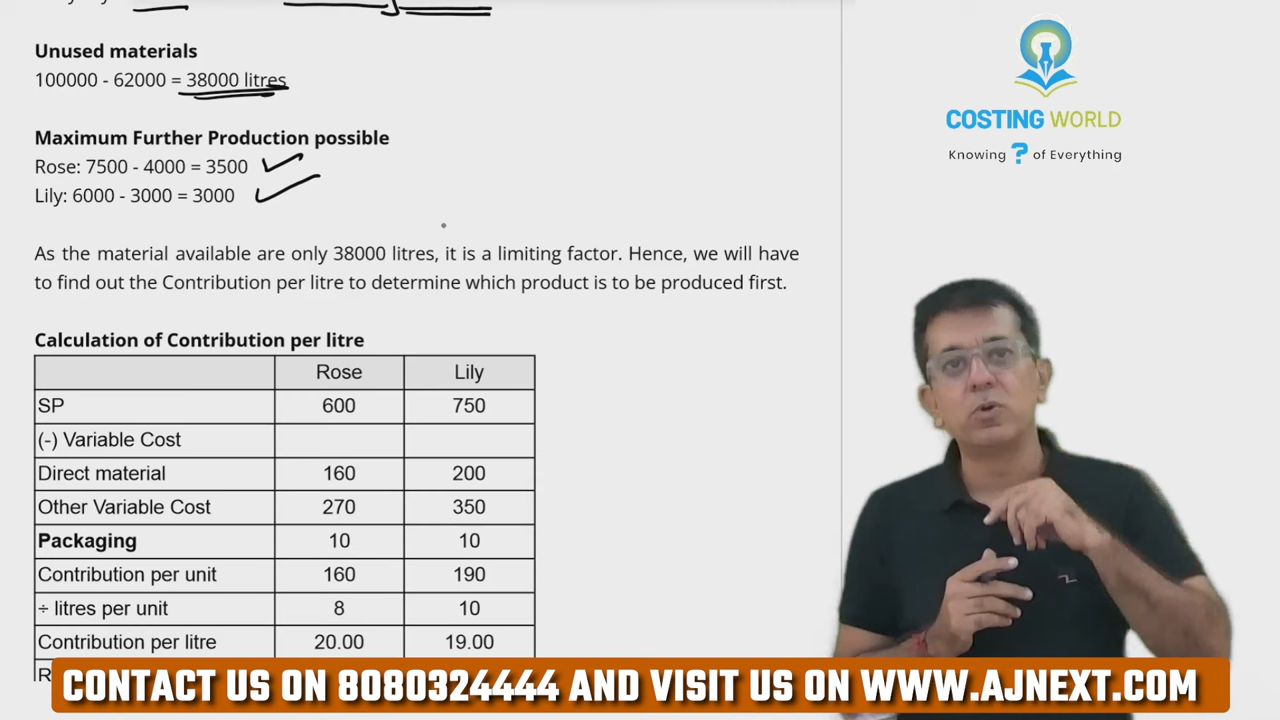 Unused materials
100000 - 62000 = 38000 litres
Maximum Further Production possible
Rose: 7500 - 4000 = 3500
Lily: 6000 - 3000 = 3000
As the material available are only 38000 litres, it is a limiting factor. Hence, we will have
to find out the Contribution per litre to determine which product is to be produced first.
Calculation of Contribution per litre
Rose Lily
SP 600 750
(-) Variable Cost
Direct material 160 200
Other Variable Cost 270 350
Packaging 10 10
Contribution per unit 160 190
÷ litres per unit 8 10
Contribution per litre 20.00 19.00
COSTING WORLD
Knowing ? of Everything
CONTACT US ON 8080324444 AND VISIT US ON WWW.AJNEXT.COM